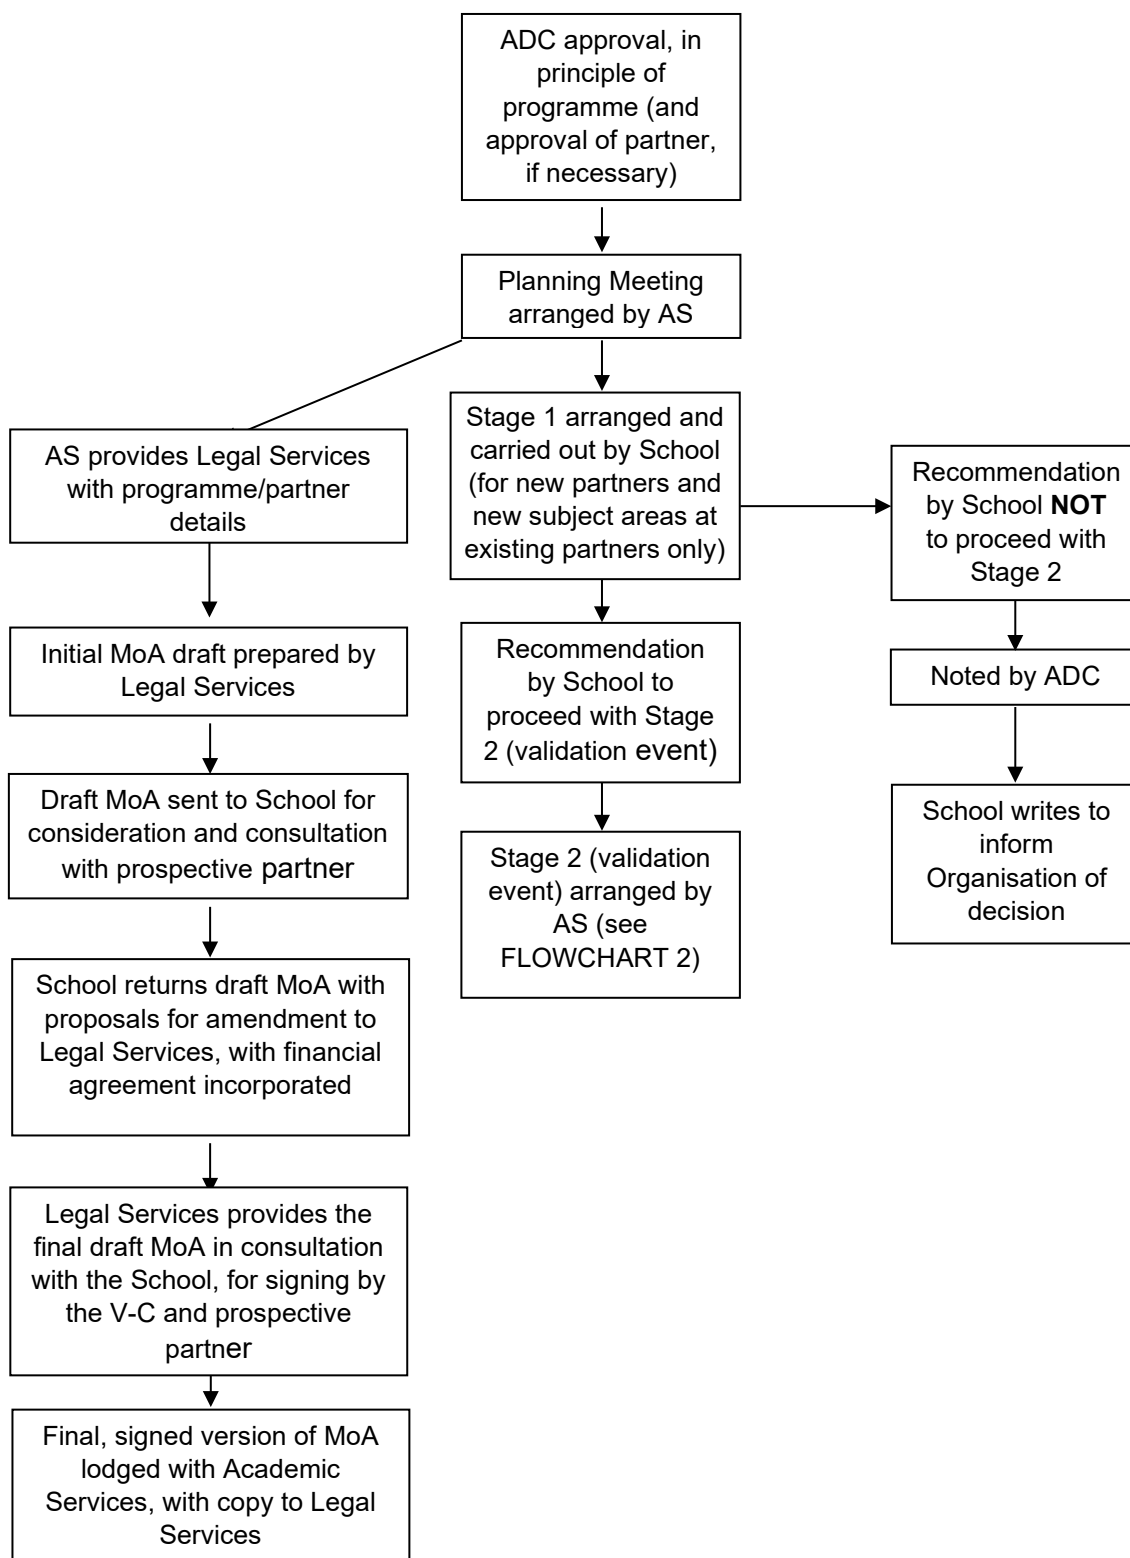 ADC approval, in
principle of
programme (and
approval of partner,
if necessary)
Planning Meeting
arranged by AS
AS provides Legal Services
with programme/partner
details
Initial MoA draft prepared by
Legal Services
Draft MoA sent to School for
consideration and consultation
with prospective partner
School returns draft MoA with
proposals for amendment to
Legal Services, with financial
agreement incorporated
Legal Services provides the
final draft MoA in consultation
with the School, for signing by
the V-C and prospective
partner
Final, signed version of MoA
lodged with Academic
Services, with copy to Legal
Services
Stage 1 arranged and
carried out by School
(for new partners and
new subject areas at
existing partners only)
Recommendation
by School to
proceed with Stage
2 (validation event)
Stage 2 (validation
event) arranged by
AS (see
FLOWCHART 2)
Recommendation
by School NOT
to proceed with
Stage 2
Noted by ADC
School writes to
inform
Organisation of
decision